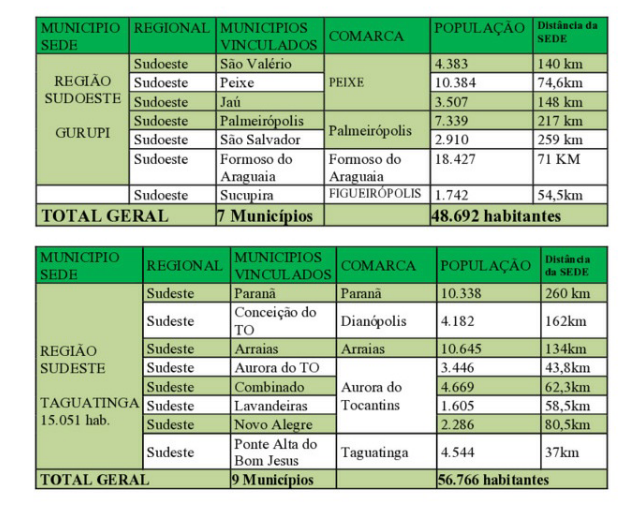 MUNICIPIO SEDE REGIONAL MUNICIPIOS VINCULADOS COMARCA POPULAÇÃO Distância da SEDE
REGIÃO SUDOESTE GURUPI
Sudoeste São Valério PEIXE 4.383 140 km
Sudoeste Peixe 10.384 74,6km
Sudoeste Jaú 3.507 148 km
Sudoeste Palmeirópolis Palmeirópolis 7.339 217 km
Sudoeste São Salvador 2.910 259 km
Sudoeste Formoso do Araguaia Formoso do Araguaia 18.427 71 KM
Sudoeste Sucupira FIGUEIRÓPOLIS 1.742 54,5km
TOTAL GERAL 7 Municípios 48.692 habitantes
MUNICIPIO SEDE REGIONAL MUNICIPIOS VINCULADOS COMARCA POPULAÇÃO Distância da SEDE
REGIÃO SUDESTE TAGUATINGA 15.051 hab.
Sudeste Paranã Paranã 10.338 260 km
Sudeste Conceição do TO Dianópolis 4.182 162km
Sudeste Arraias Arraias 10.645 134km
Sudeste Aurora do TO Aurora do Tocantins 3.446 43,8km
Sudeste Combinado 4.669 62,3km
Sudeste Lavandeiras 1.605 58,5km
Sudeste Novo Alegre 2.286 80,5km
Sudeste Ponte Alta do Bom Jesus Taguatinga 4.544 37km
TOTAL GERAL 9 Municípios 56.766 habitantes